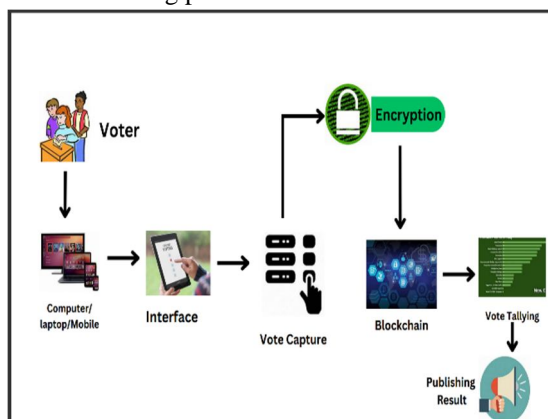 Voter
Encryption
Computer/
laptop/Mobile
Interface
Vote Capture
Blockchain
Vote Tallying
Publishing
Result